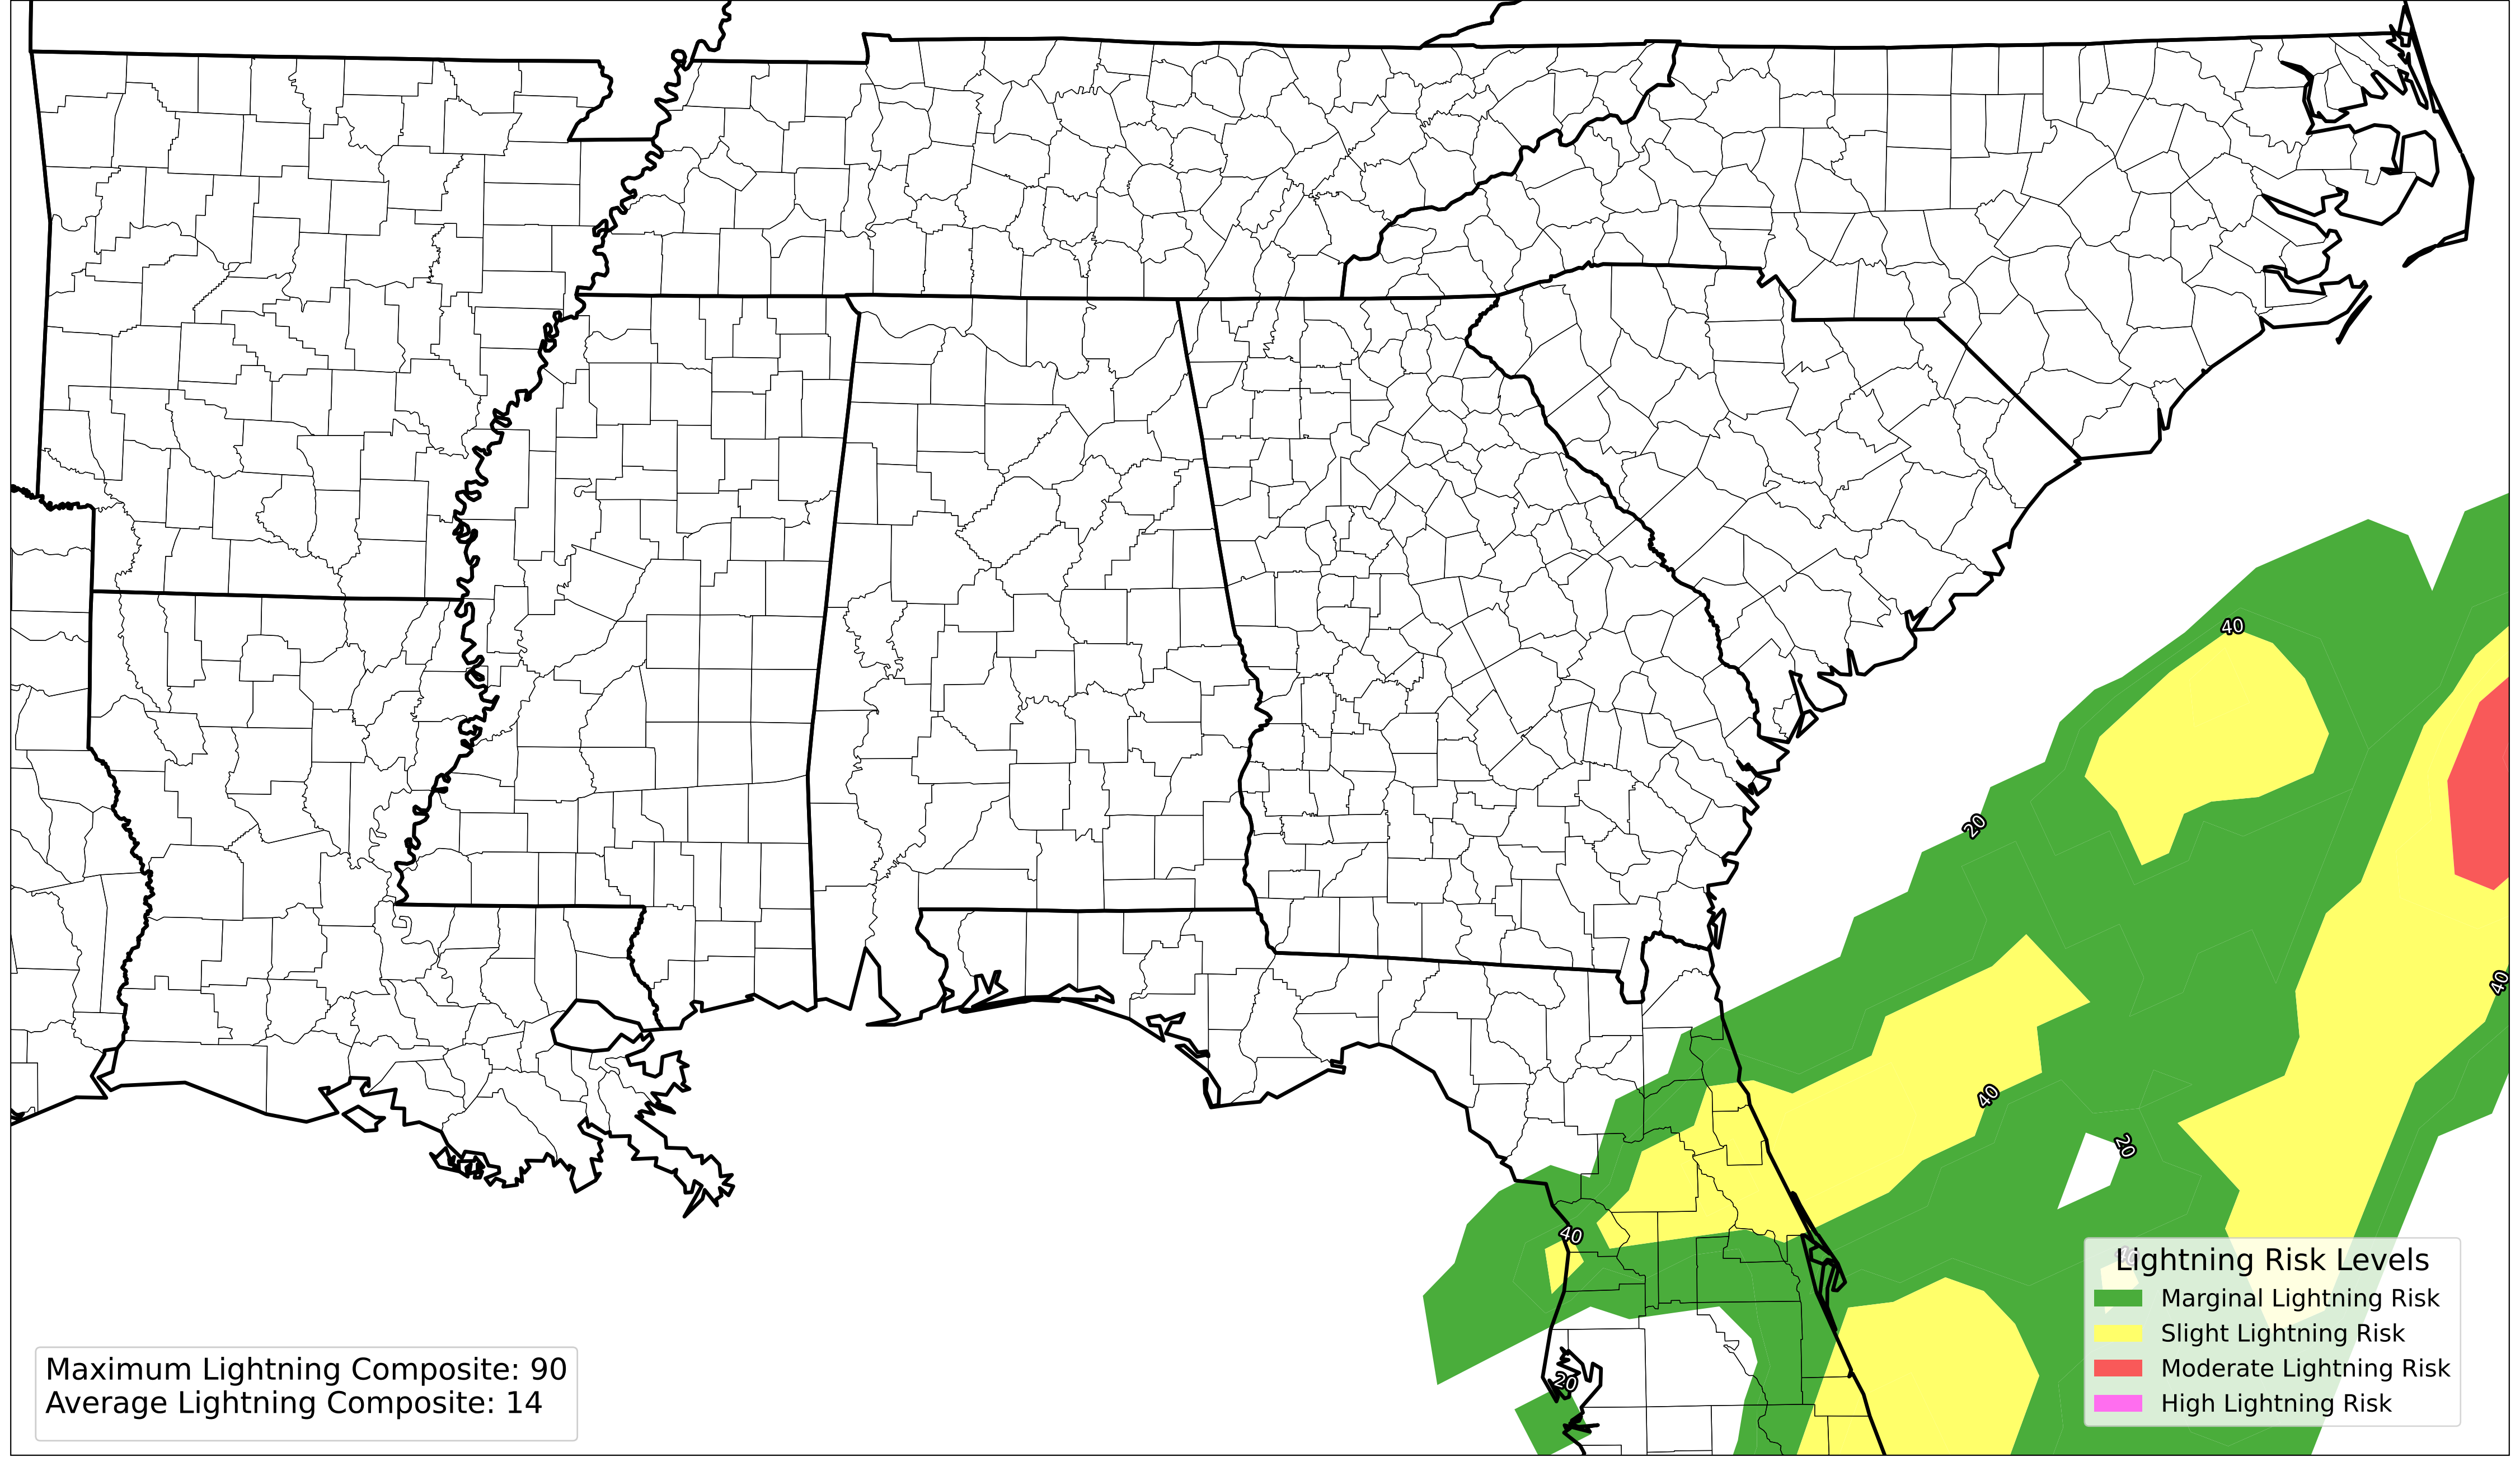 40
20
40
40
20
40
20
Lightning Risk Levels
Marginal Lightning Risk
Slight Lightning Risk
Moderate Lightning Risk
High Lightning Risk
Maximum Lightning Composite: 90
Average Lightning Composite: 14